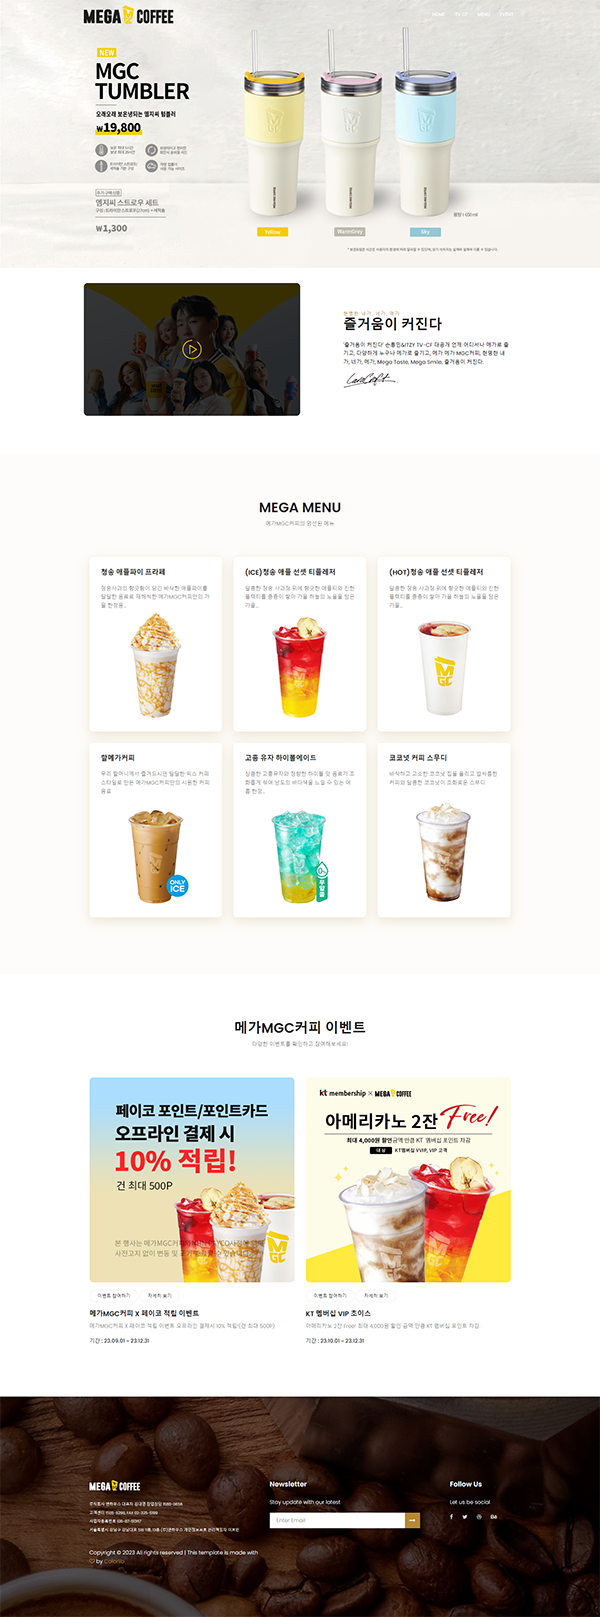 MEGA COFFEE
HOME TV CF MENU EVENT
NEW
MGC
TUMBLER
오래오래 보온냉되는 엠지씨 텀블러
₩19,800
엠지씨 스트로우 세트
₩1,300
용량 | 650ml
Yellow
WarmGrey
Sky
현명한 내가, 네가, 메가
즐거움이 커진다
'즐거움이 커진다' 손흥민&ITZY TV-CF 대공개 언제 어디서나 메가로 즐
기고, 다양하게 누구나 메가로 즐기고, 메가 메가 MGC커피, 현명한 내
가, 네가, 메가, Mega Taste, Mega Smile, 즐거움이 커진다.
MEGA MENU
메가MGC커피의 엄선된 메뉴
청송 애플파이 프라페
청송사과의 향긋함이 담긴 바삭한 애플파이를
달달한 음료로 재해석한 메가MGC커피만의 가
을 한정음..
(ICE)청송 애플 선셋 티플레저
달콤한 청송 사과청 위에 향긋한 애플티와 진한
블랙티를 층층이 쌓아 가을 하늘의 노을을 담은
가을..
(HOT)청송 애플 선셋 티플레저
달콤한 청송 사과청 위에 향긋한 애플티와 진한
블랙티를 층층이 쌓아 가을 하늘의 노을을 담은
가을..
할메가커피
우리 할머니께서 즐겨드시던 달달한 믹스 커피
스타일로 만든 메가MGC커피만의 시원한 커피
음료
ONLY
ICE
고흥 유자 하이볼에이드
상큼한 고흥유자와 청량한 하이볼 맛 음료가 조
화롭게 섞여 남도의 바다색을 느낄 수 있는 여
름 한정..
0%
무알콜
코코넛 커피 스무디
바삭하고 고소한 코코넛 칩을 올리고 쌉싸름한
커피와 달콤한 코코넛이 조화로운 스무디
메가MGC커피 이벤트
다양한 이벤트를 확인하고 참여해보세요!
페이코 포인트/포인트카드
오프라인 결제 시
10% 적립!
건 최대 500P
이벤트 참여하기 자세히 보기
메가MGC커피 X 페이코 적립 이벤트
메가MGC커피 X 페이코 적립 이벤트 오프라인 결제시 10% 적립!(건 최대 500P)
기간 : 23.09.01 ~ 23.12.31
kt membership × MEGA COFFEE
아메리카노 2잔 Free!
최대 4,000원 할인금액 만큼 KT 멤버십 포인트 차감
대상 KT멤버십 VVIP, VIP 고객
이벤트 참여하기 자세히 보기
KT 멤버십 VIP 초이스
아메리카노 2잔 Free! 최대 4,000원 할인 금액 만큼 KT 멤버십 포인트 차감
기간 : 23.10.01 ~ 23.12.31
MEGA COFFEE
Copyright © 2023 All rights reserved | This template is made with
by Colorlib
Newsletter
Stay update with our latest
Enter Email
Follow Us
Let us be social